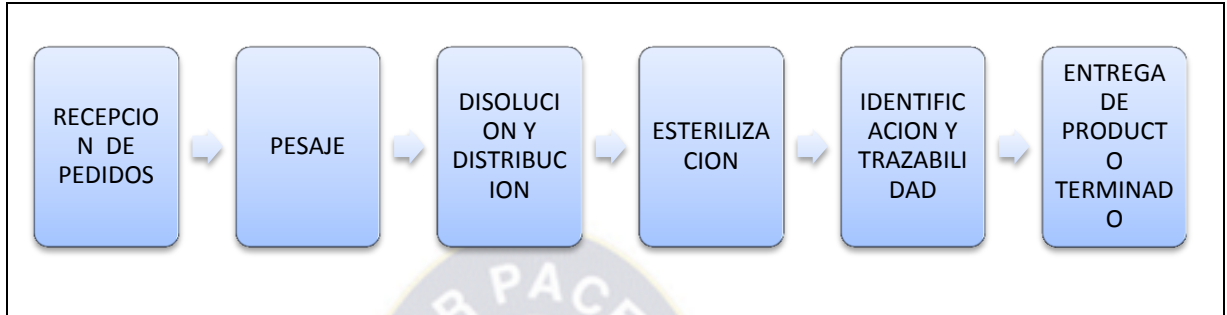 RECEPCIO
N DE
PEDIDOS
PESAJE
DISOLUCI
ON Y
DISTRIBUC
ION
ESTERILIZA
CION
IDENTIFIC
ACION Y
TRAZABILI
DAD
ENTREGA
DE
PRODUCT
O
TERMINAD
O